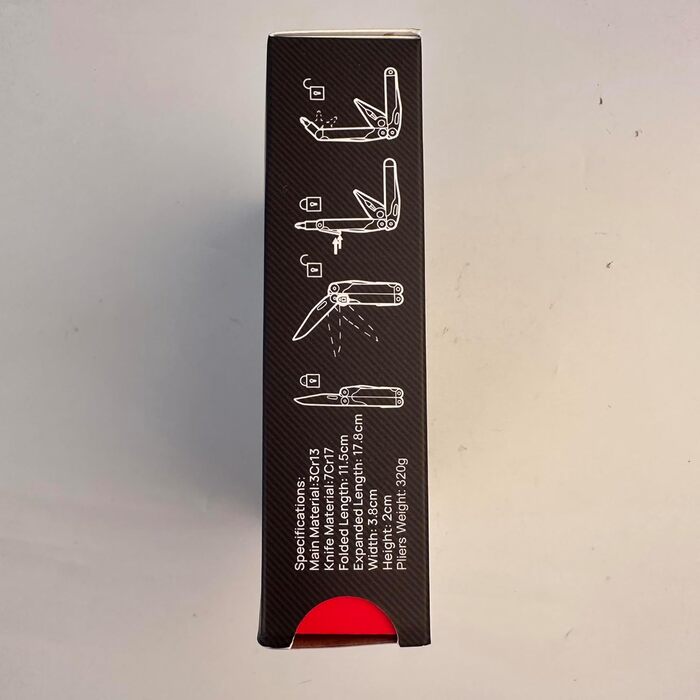 Specifications:
Main Material:3Cr13
Knife Material:7Cr17
Folded Length: 11.5cm
Expanded Length: 17.8cm
Width: 3.8cm
Height: 2cm
Pliers Weight: 320g